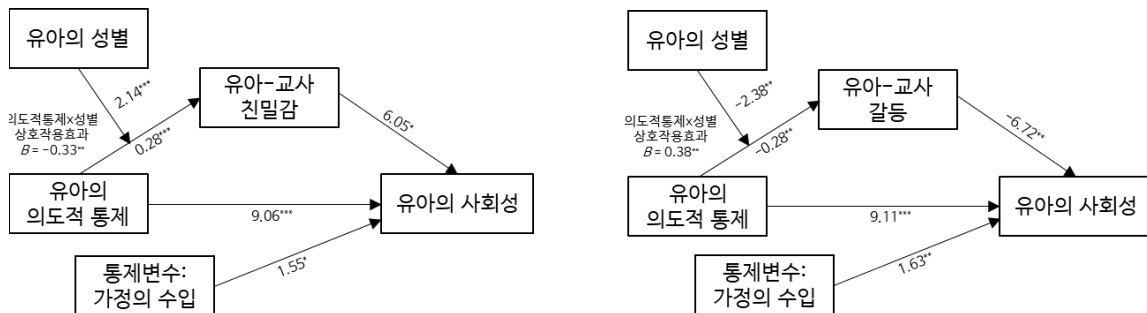 유아의 성별
2.14***
유아-교사
친밀감
의도적통제x성별
상호작용효과
B = -0.33**
0.28***
6.05*
유아의
의도적 통제
9.06***
유아의 사회성
1.55*
통제변수:
가정의 수입
유아의 성별
-2.38**
유아-교사
갈등
의도적통제x성별
상호작용효과
B = 0.38**
-0.28**
-6.72**
유아의
의도적 통제
9.11***
유아의 사회성
1.63**
통제변수:
가정의 수입